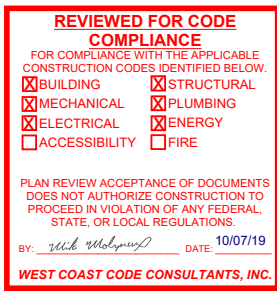 REVIEWED FOR CODE
COMPLIANCE
FOR COMPLIANCE WITH THE APPLICABLE
CONSTRUCTION CODES IDENTIFIED BELOW.
X BUILDING X STRUCTURAL
X MECHANICAL X PLUMBING
X ELECTRICAL X ENERGY
ACCESSIBILITY FIRE
PLAN REVIEW ACCEPTANCE OF DOCUMENTS
DOES NOT AUTHORIZE CONSTRUCTION TO
PROCEED IN VIOLATION OF ANY FEDERAL,
STATE, OR LOCAL REGULATIONS.
BY: Mik Molyneux DATE: 10/07/19
WEST COAST CODE CONSULTANTS, INC.